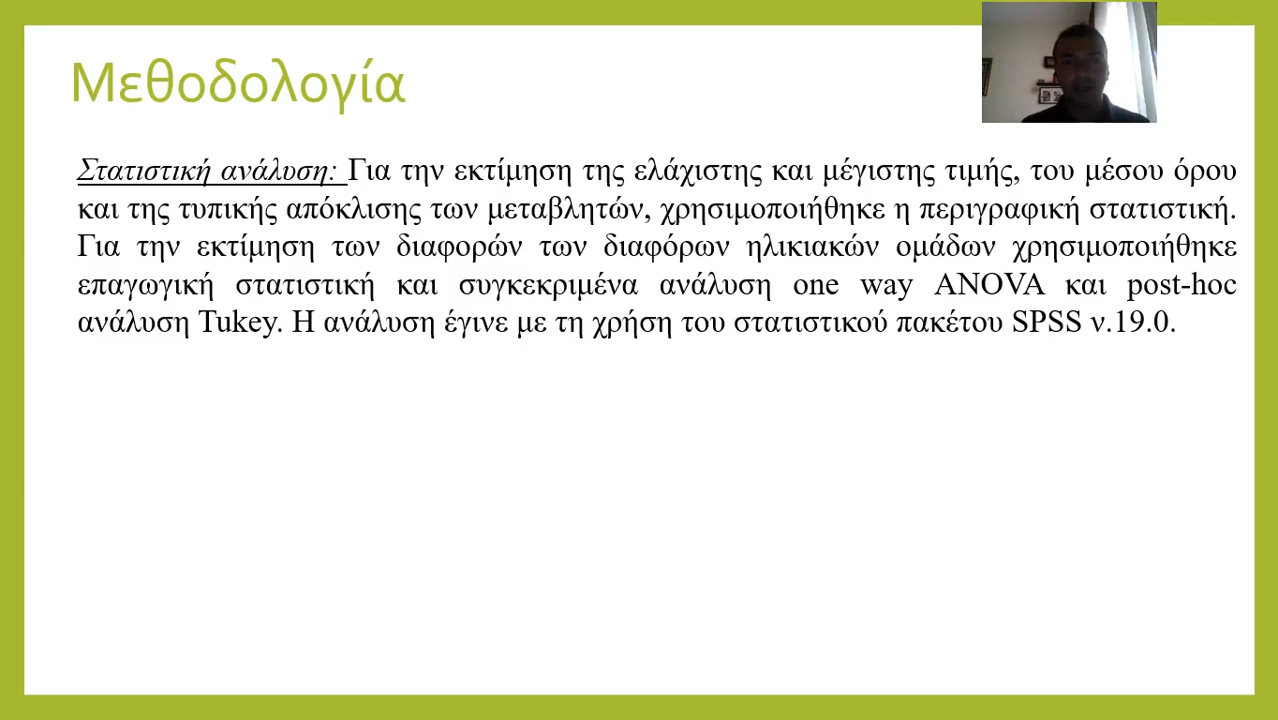 Μεθοδολογία
Στατιστική ανάλυση: Για την εκτίμηση της ελάχιστης και μέγιστης τιμής, του μέσου όρου
και της τυπικής απόκλισης των μεταβλητών, χρησιμοποιήθηκε η περιγραφική στατιστική.
Για την εκτίμηση των διαφορών των διαφόρων ηλικιακών ομάδων χρησιμοποιήθηκε
επαγωγική στατιστική και συγκεκριμένα ανάλυση one way ANOVA και post-hoc
ανάλυση Tukey. Η ανάλυση έγινε με τη χρήση του στατιστικού πακέτου SPSS ν.19.0.